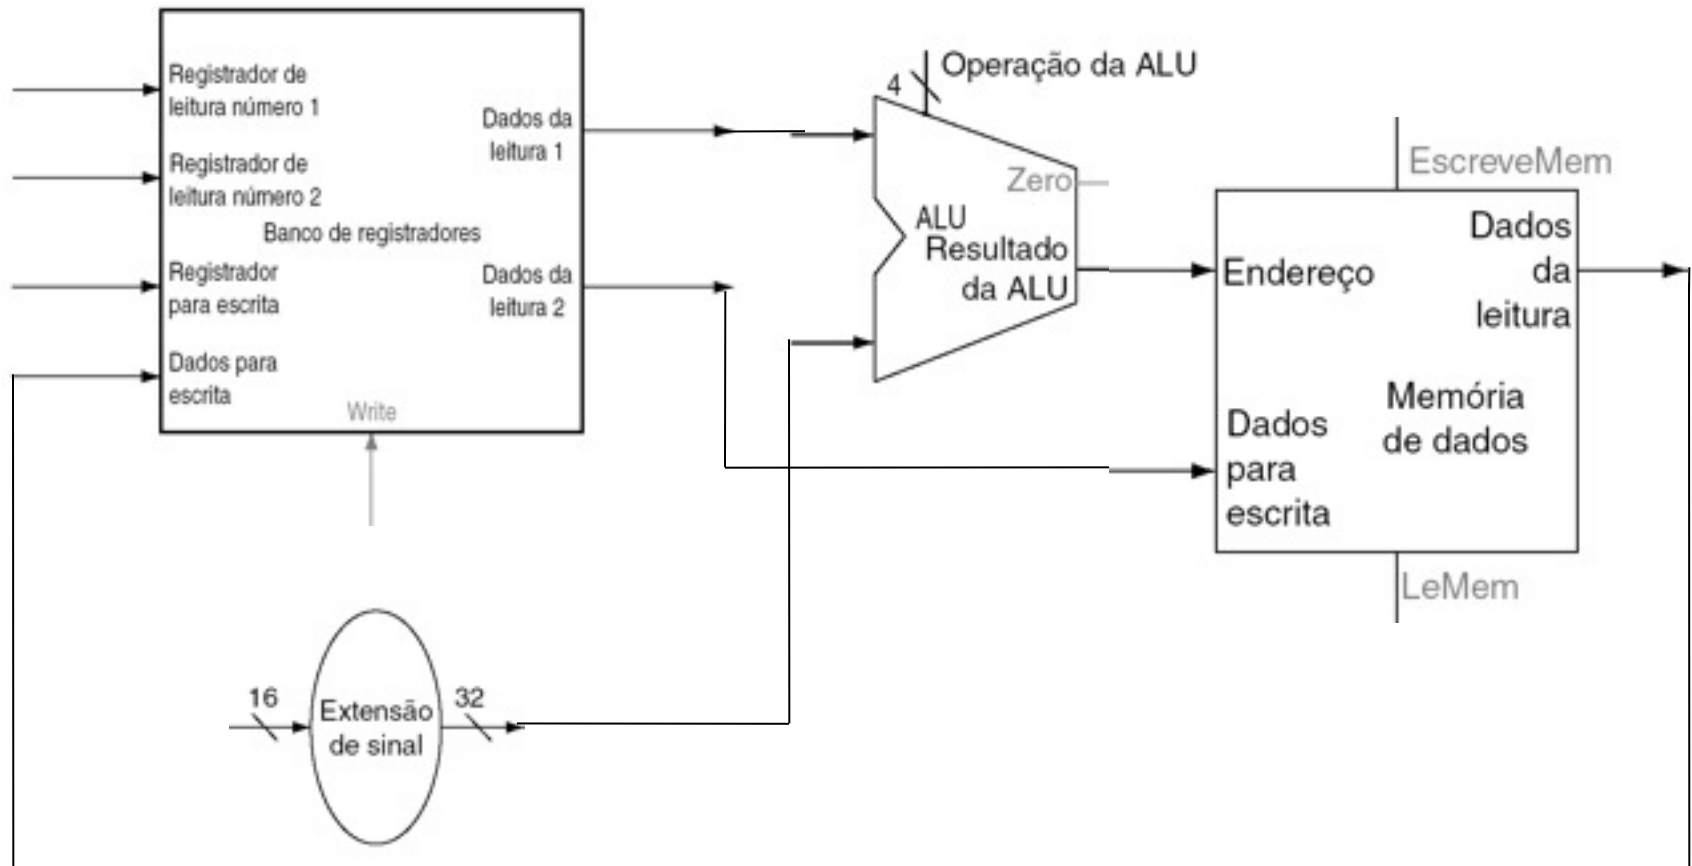 Registrador de
leitura número 1
Registrador de
leitura número 2
Banco de registradores
Registrador
para escrita
Dados para
escrita
Write
Dados da
leitura 1
Dados da
leitura 2
4
Operação da ALU
Zero
ALU
Resultado
da ALU
EscreveMem
Endereço
Dados
da
leitura
Memória
de dados
Dados
para
escrita
LeMem
16
Extensão
de sinal
32